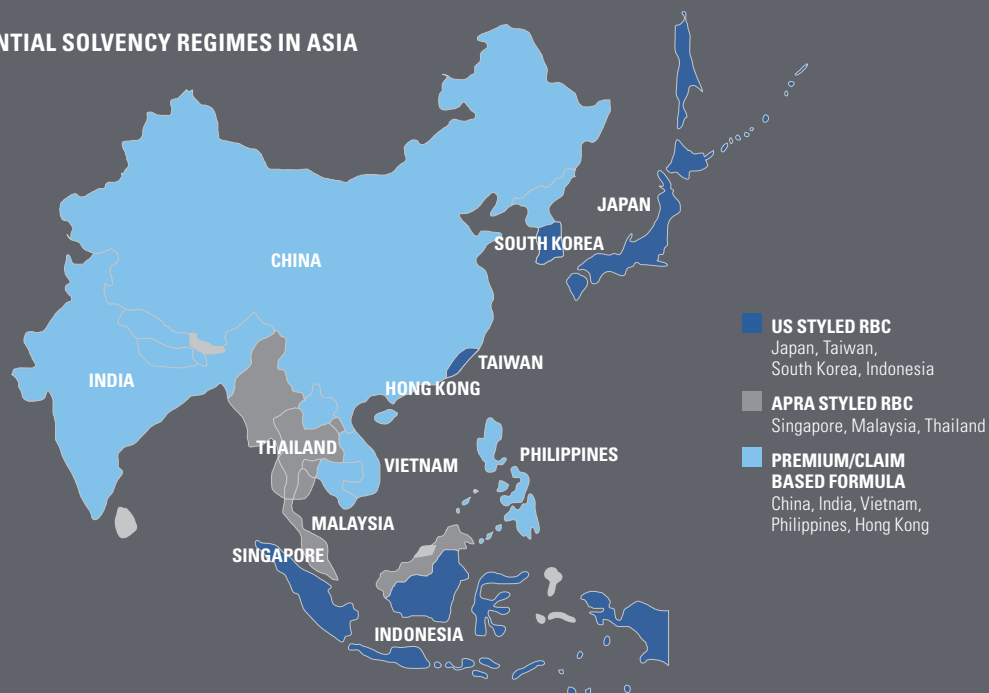 NTIAL SOLVENCY REGIMES IN ASIA
JAPAN
SOUTH KOREA
CHINA
TAIWAN
INDIA
HONG KONG
THAILAND
VIETNAM
PHILIPPINES
MALAYSIA
SINGAPORE
INDONESIA
US STYLED RBC
Japan, Taiwan,
South Korea, Indonesia
APRA STYLED RBC
Singapore, Malaysia, Thailand
PREMIUM/CLAIM
BASED FORMULA
China, India, Vietnam,
Philippines, Hong Kong